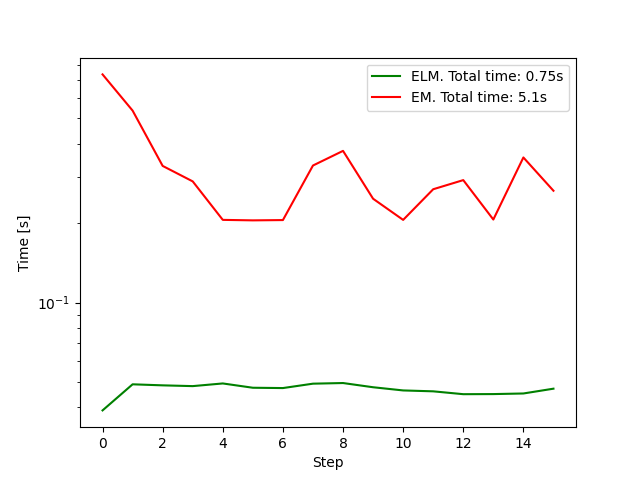 ELM. Total time: 0.75s
EM. Total time: 5.1s
Time [s]
10⁻¹
0 2 4 6 8 10 12 14
Step